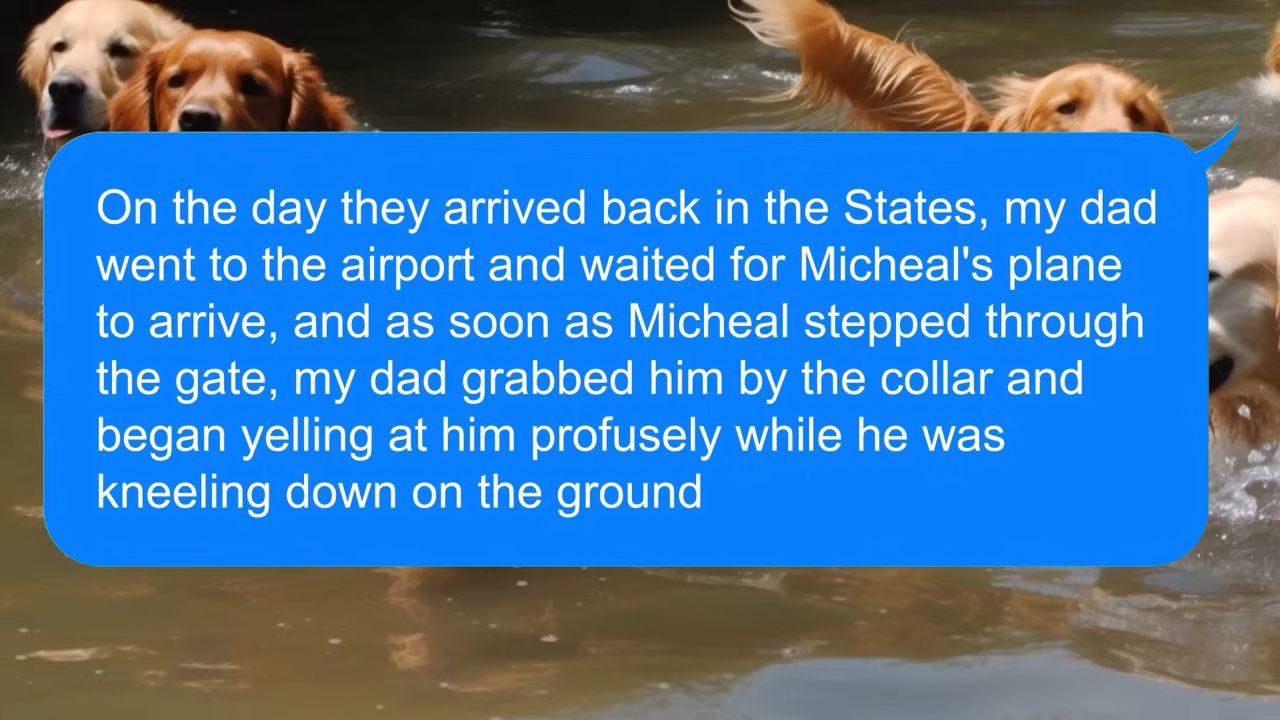 On the day they arrived back in the States, my dad
went to the airport and waited for Micheal's plane
to arrive, and as soon as Micheal stepped through
the gate, my dad grabbed him by the collar and
began yelling at him profusely while he was
kneeling down on the ground